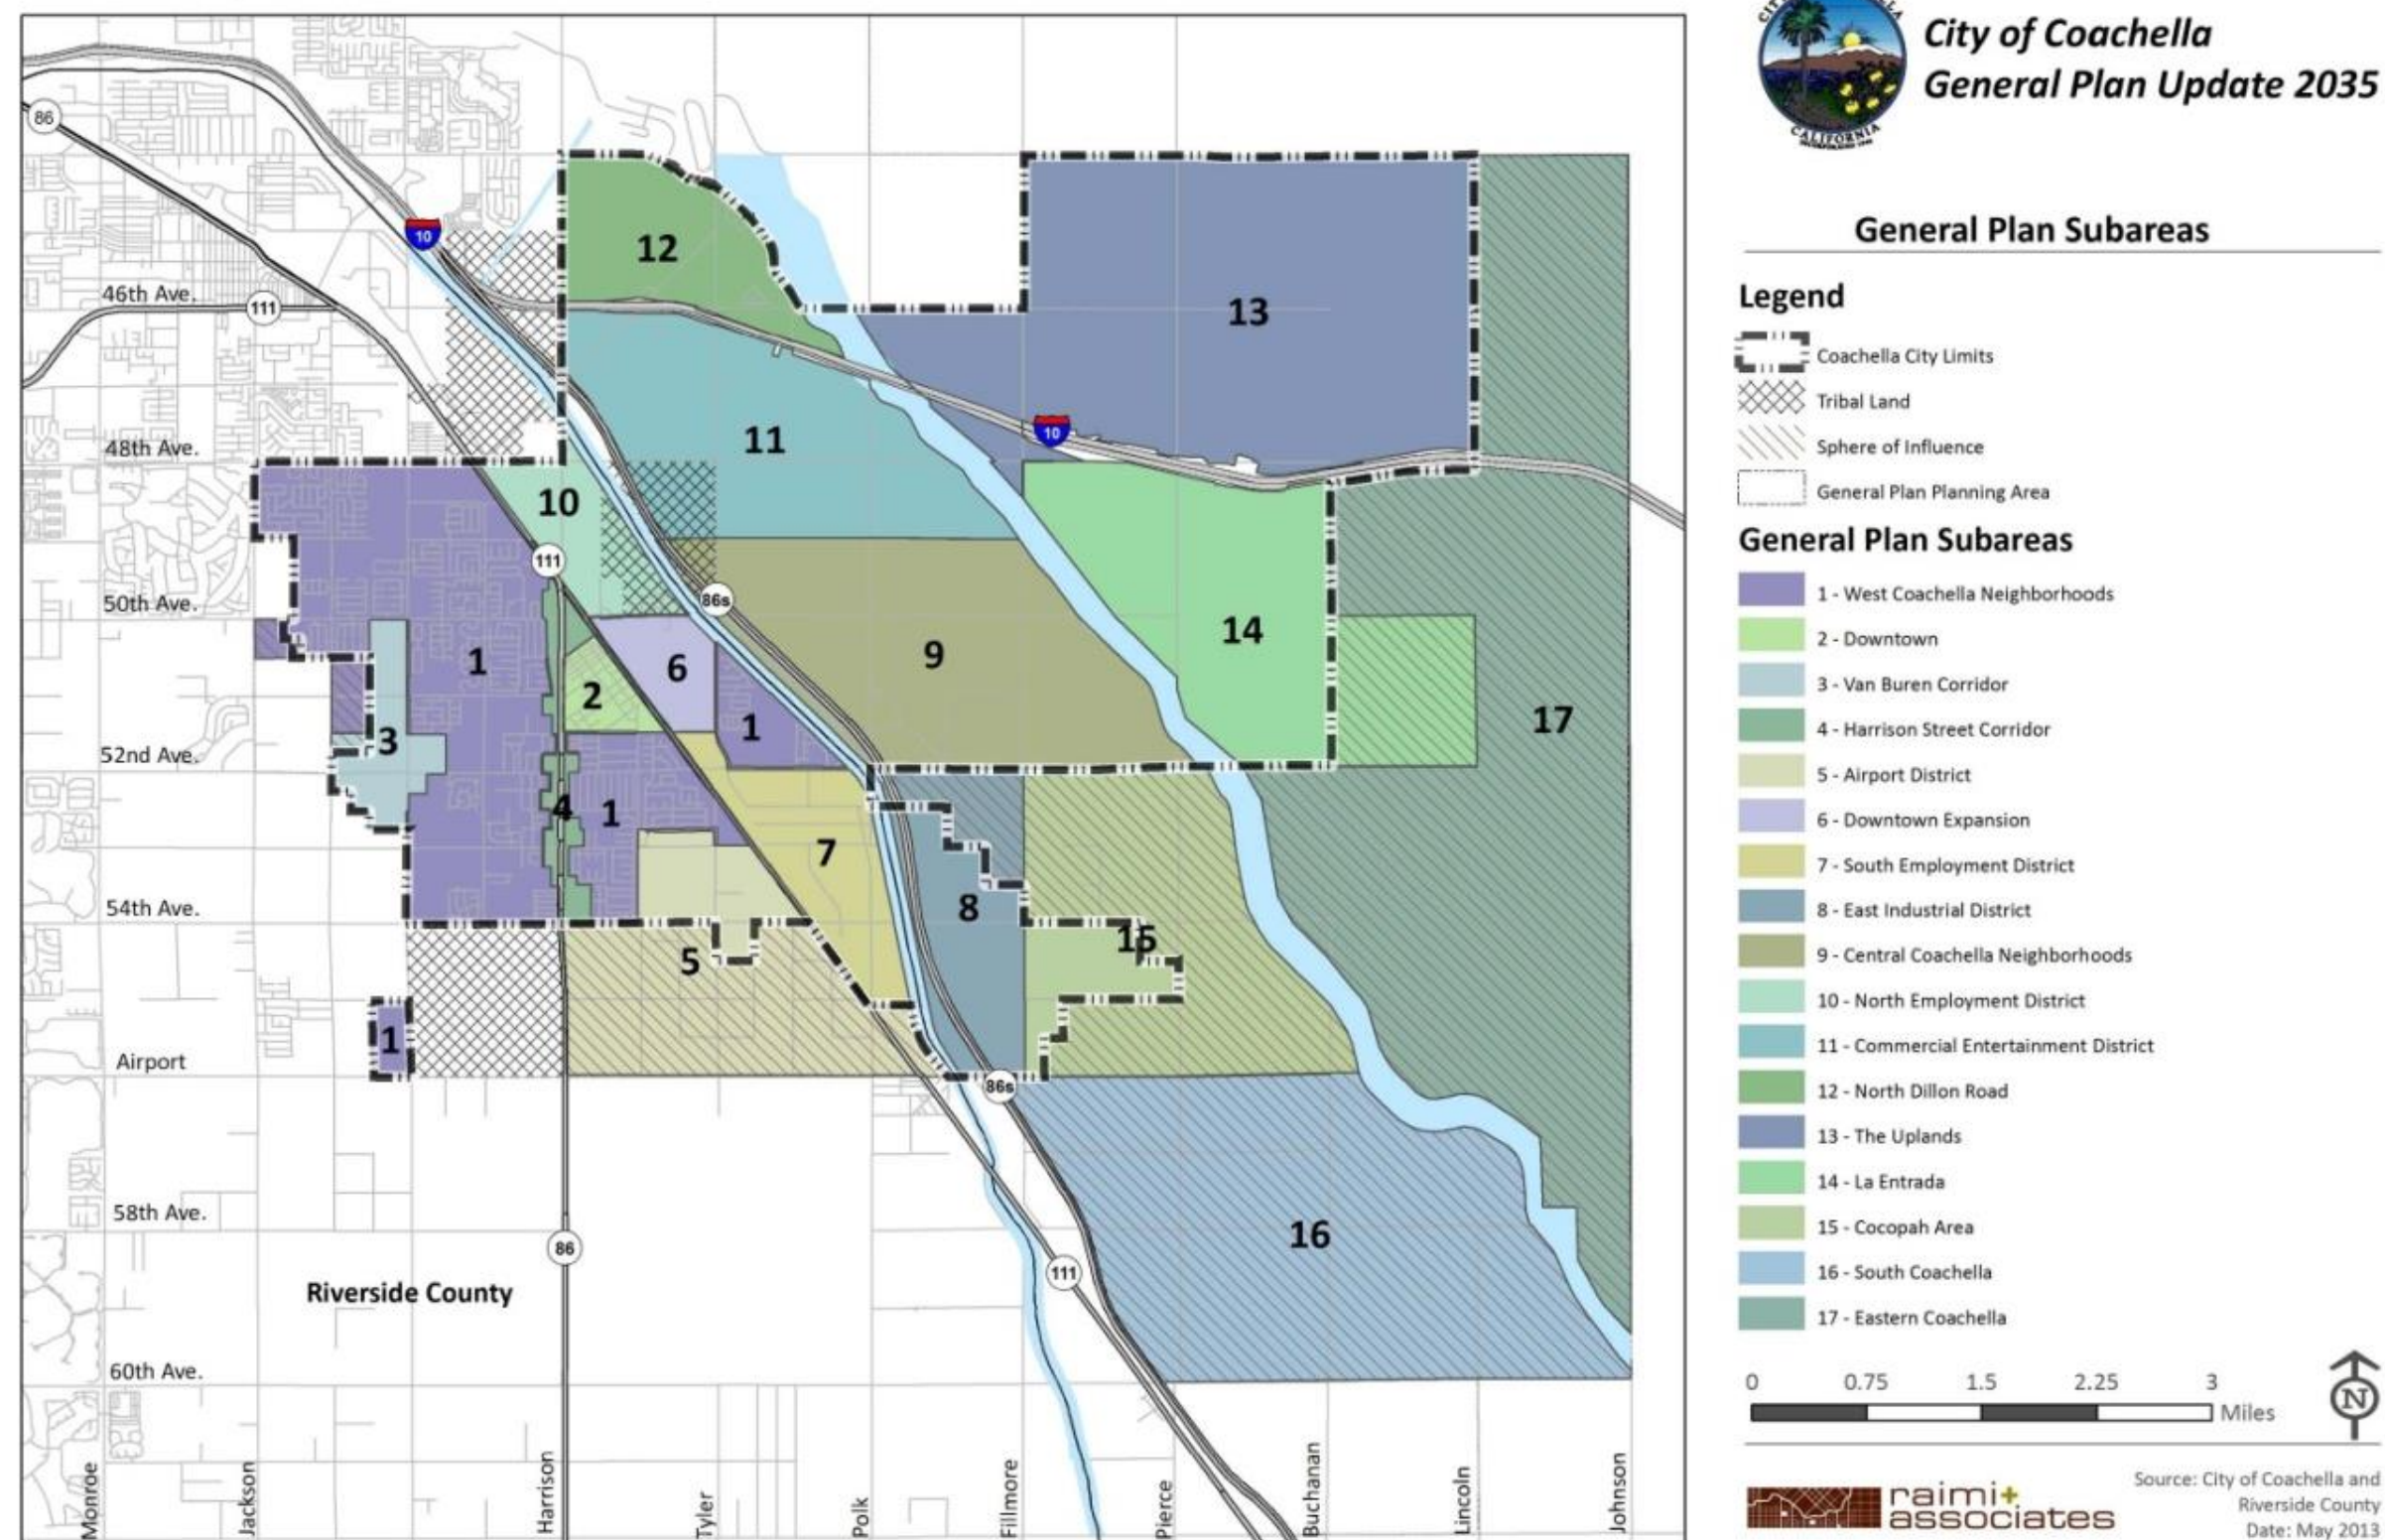 City of Coachella
General Plan Update 2035
CALIFORNIA
General Plan Subareas
Legend
Coachella City Limits
Tribal Land
Sphere of Influence
General Plan Planning Area
General Plan Subareas
1 - West Coachella Neighborhoods
2 - Downtown
3 - Van Buren Corridor
4 - Harrison Street Corridor
5 - Airport District
6 - Downtown Expansion
7 - South Employment District
8 - East Industrial District
9 - Central Coachella Neighborhoods
10 - North Employment District
11 - Commercial Entertainment District
12 - North Dillon Road
13 - The Uplands
14 - La Entrada
15 - Cocopah Area
16 - South Coachella
17 - Eastern Coachella
0 0.75 1.5 2.25 3
Miles
N
raimi+
associates
Source: City of Coachella and
Riverside County
Date: May 2013
86
10
12
46th Ave.
111
13
10
11
48th Ave.
10
111
50th Ave.
86s
14
9
1
6
2
17
1
3
52nd Ave.
4
1
7
8
54th Ave.
15
5
1
Airport
86s
58th Ave.
16
86
111
Riverside County
60th Ave.
Monroe
Jackson
Harrison
Tyler
Polk
Fillmore
Pierce
Buchanan
Lincoln
Johnson